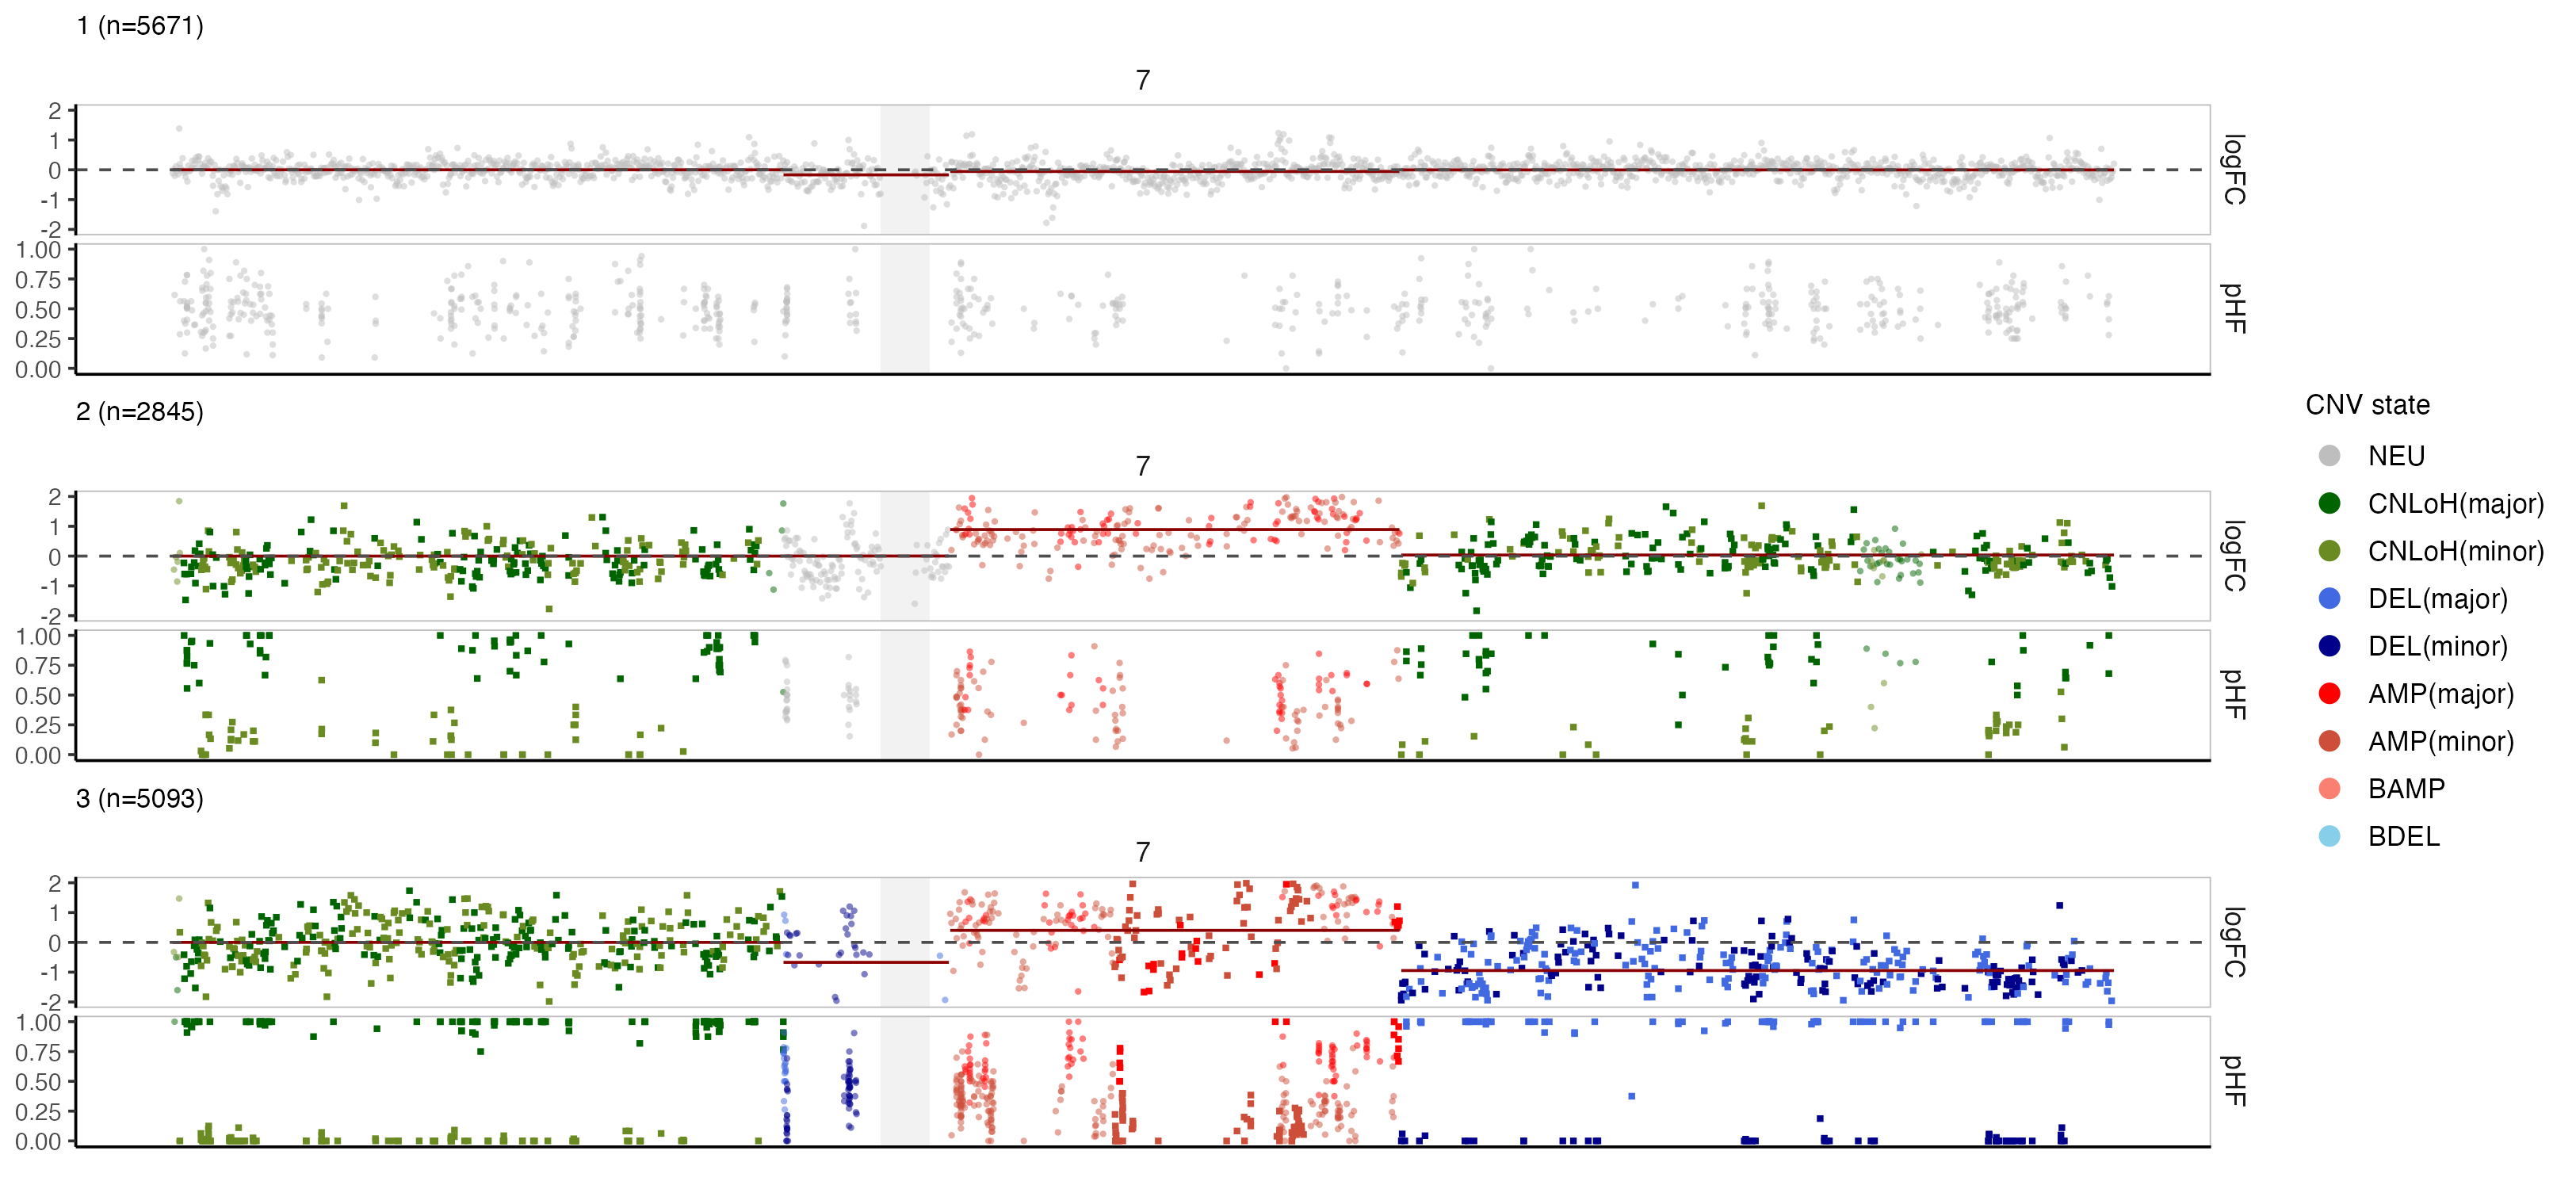 1 (n=5671)
7
2
1
0
-1
-2
logFC
1.00
0.75
0.50
0.25
0.00
pHF
2 (n=2845)
7
2
1
0
-1
-2
logFC
1.00
0.75
0.50
0.25
0.00
pHF
3 (n=5093)
7
2
1
0
-1
-2
logFC
1.00
0.75
0.50
0.25
0.00
pHF
CNV state
NEU
CNLoH(major)
CNLoH(minor)
DEL(major)
DEL(minor)
AMP(major)
AMP(minor)
BAMP
BDEL